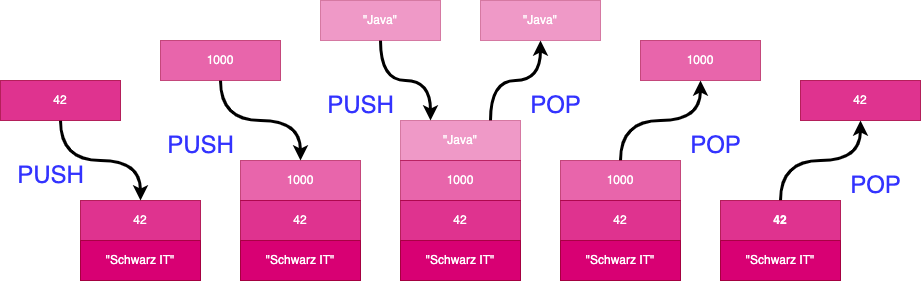 "Java"
"Java"
1000
1000
42
42
PUSH
POP
PUSH
POP
PUSH
POP
"Java"
1000
1000
1000
42
42
42
42
42
"Schwarz IT"
"Schwarz IT"
"Schwarz IT"
"Schwarz IT"
"Schwarz IT"